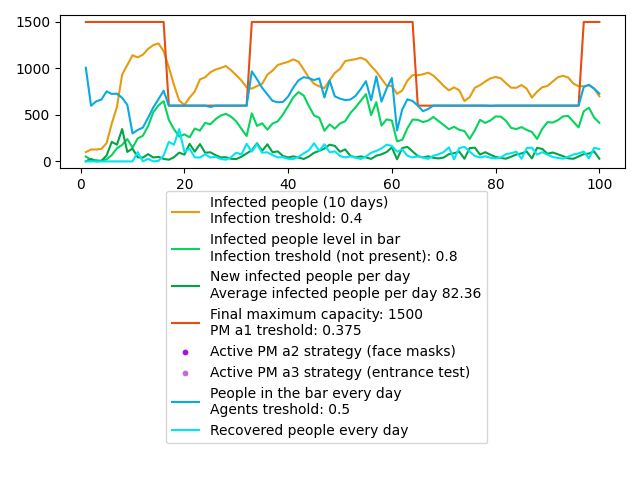 1500
1000
500
0
0 20 40 60 80 100
Infected people (10 days)
Infection treshold: 0.4
Infected people level in bar
Infection treshold (not present): 0.8
New infected people per day
Average infected people per day 82.36
Final maximum capacity: 1500
PM a1 treshold: 0.375
Active PM a2 strategy (face masks)
Active PM a3 strategy (entrance test)
People in the bar every day
Agents treshold: 0.5
Recovered people every day